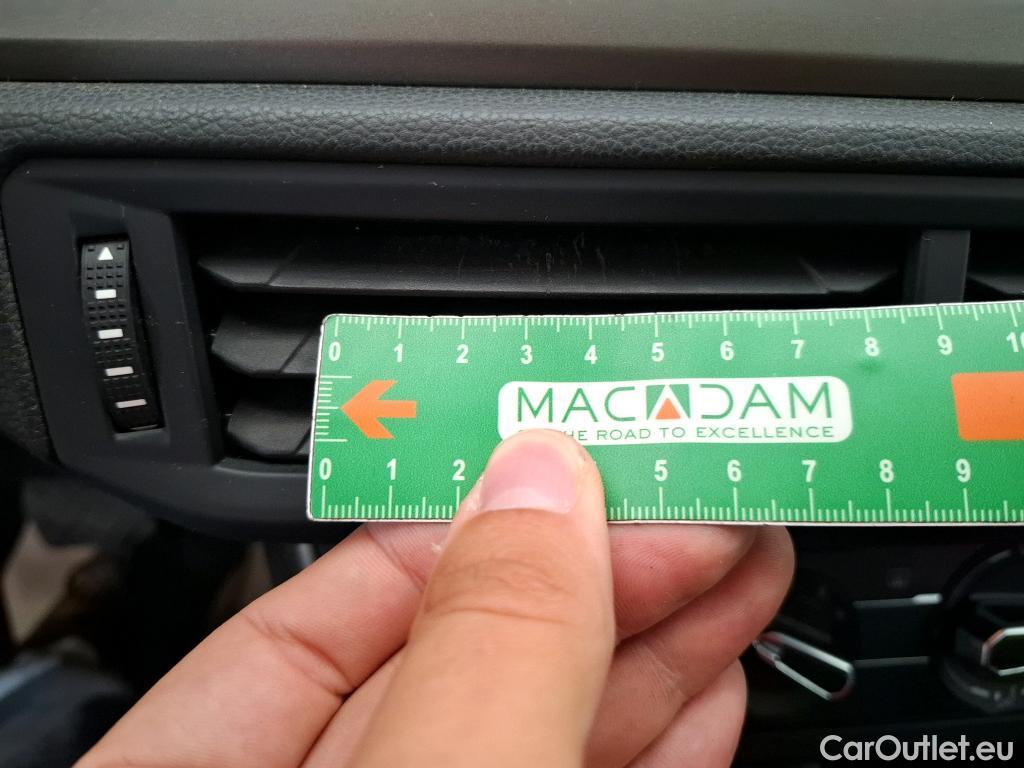 0 1 2 3 4 5 6 7 8 9 10
MACADAM
HE ROAD TO EXCELLENCE
0 1 2 5 6 7 8 9
CarOutlet.eu